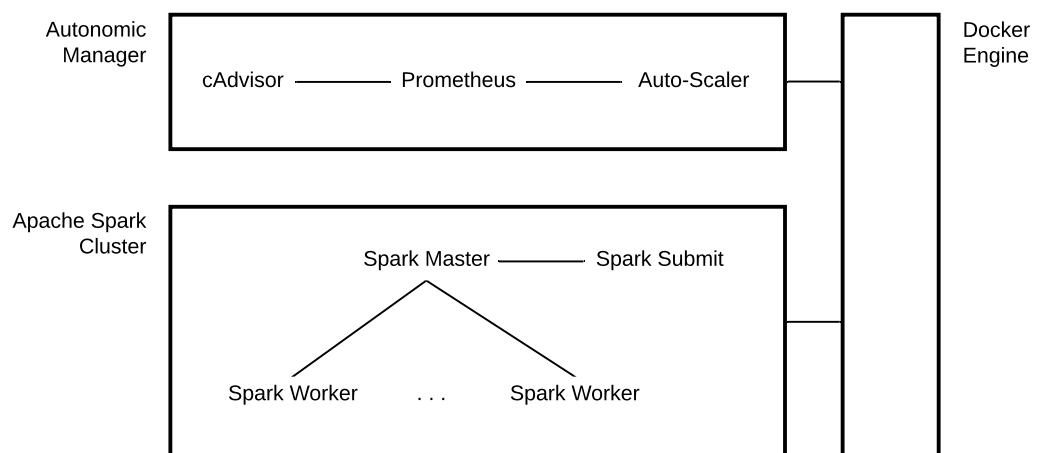 Autonomic
Manager
cAdvisor
Prometheus
Auto-Scaler
Docker
Engine
Apache Spark
Cluster
Spark Master
Spark Submit
Spark Worker
. . .
Spark Worker